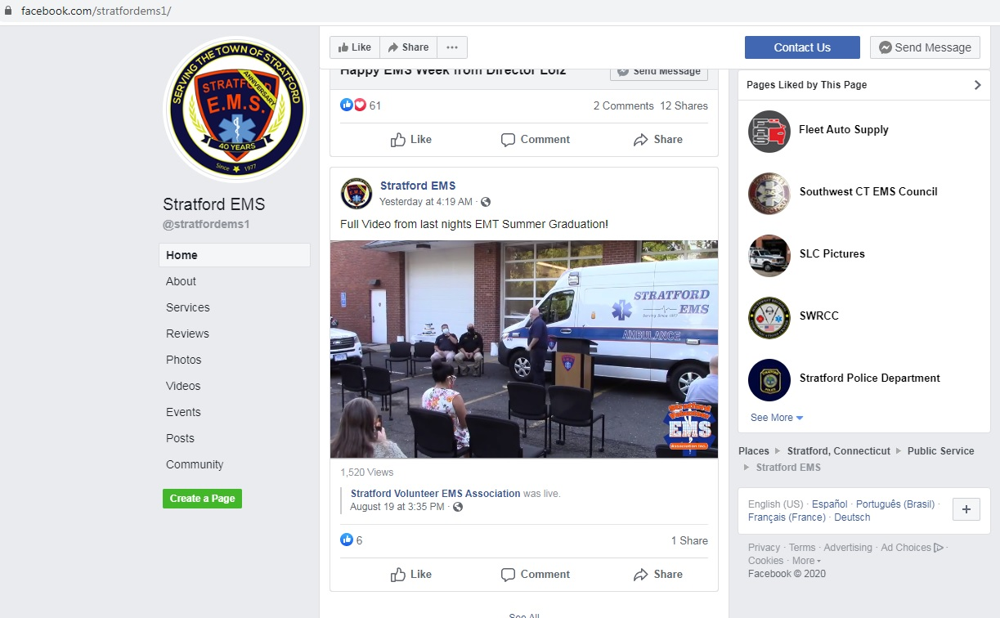 facebook.com/stratfordems1/
SERVING THE TOWN OF STRATFORD
STRATFORD
ANNIVERSARY
E.M.S.
40 YEARS
Since 1977
Stratford EMS
@stratfordems1
Home
About
Services
Reviews
Photos
Videos
Events
Posts
Community
Create a Page
Like Share ...
Contact Us Send Message
Happy EMS Week from Director Loiz
Send Message
61
2 Comments 12 Shares
Like Comment Share
Stratford EMS
Yesterday at 4:19 AM ·
Full Video from last nights EMT Summer Graduation!
STRATFORD
EMS
Serving Since 1977
AMBULANCE
Stratford
Volunteer
EMS
Association Inc.
1,520 Views
Stratford Volunteer EMS Association was live.
August 19 at 3:35 PM ·
6
1 Share
Like Comment Share
See All
Pages Liked by This Page
Fleet Auto Supply
Southwest CT EMS Council
SLC Pictures
SWRCC
Stratford Police Department
See More
Places Stratford, Connecticut Public Service
Stratford EMS
English (US) · Español · Português (Brasil) ·
Français (France) · Deutsch
+
Privacy · Terms · Advertising · Ad Choices ·
Cookies · More
Facebook © 2020